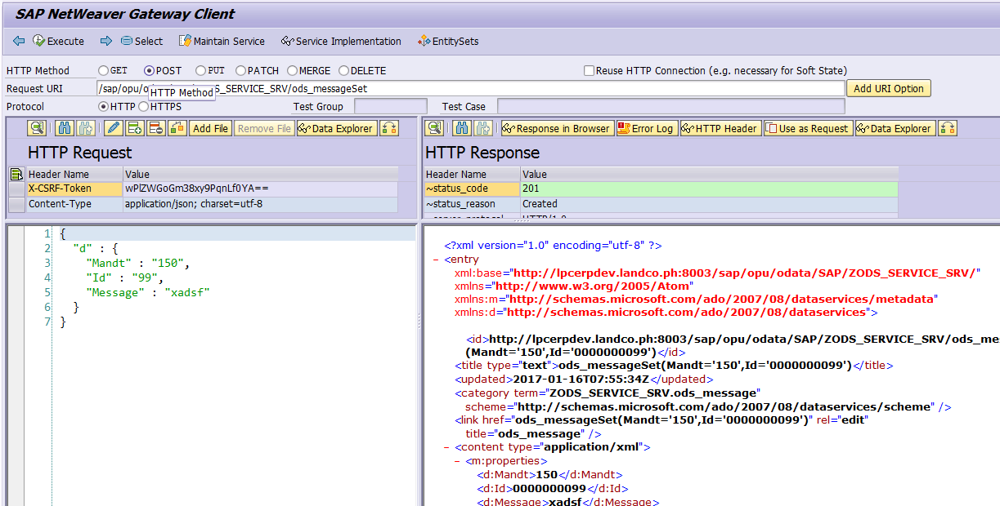 SAP NetWeaver Gateway Client
Execute Select Maintain Service Service Implementation EntitySets
HTTP Method GET POST PUT PATCH MERGE DELETE Reuse HTTP Connection (e.g. necessary for Soft State)
Request URI /sap/opu/o S_SERVICE_SRV/ods_messageSet Add URI Option
HTTP Method
Protocol HTTP HTTPS Test Group Test Case
Add File Remove File Data Explorer
HTTP Request
Header Name Value
X-CSRF-Token wPlZWGoGm38xy9PqnLf0YA==
Content-Type application/json; charset=utf-8
1 {
2 "d" : {
3 "Mandt" : "150",
4 "Id" : "99",
5 "Message" : "xadsf"
6 }
7 }
Response in Browser Error Log HTTP Header Use as Request Data Explorer
HTTP Response
Header Name Value
~status_code 201
~status_reason Created
~server_protocol HTTP/1.0
<?xml version="1.0" encoding="utf-8" ?>
- <entry
xml:base="http://lpcerpdev.landco.ph:8003/sap/opu/odata/SAP/ZODS_SERVICE_SRV/"
xmlns="http://www.w3.org/2005/Atom"
xmlns:m="http://schemas.microsoft.com/ado/2007/08/dataservices/metadata"
xmlns:d="http://schemas.microsoft.com/ado/2007/08/dataservices">
<id>http://lpcerpdev.landco.ph:8003/sap/opu/odata/SAP/ZODS_SERVICE_SRV/ods_me
(Mandt='150',Id='0000000099')</id>
<title type="text">ods_messageSet(Mandt='150',Id='0000000099')</title>
<updated>2017-01-16T07:55:34Z</updated>
<category term="ZODS_SERVICE_SRV.ods_message"
scheme="http://schemas.microsoft.com/ado/2007/08/dataservices/scheme" />
<link href="ods_messageSet(Mandt='150',Id='0000000099')" rel="edit"
title="ods_message" />
- <content type="application/xml">
- <m:properties>
<d:Mandt>150</d:Mandt>
<d:Id>0000000099</d:Id>
<d:Message>xadsf</d:Message>